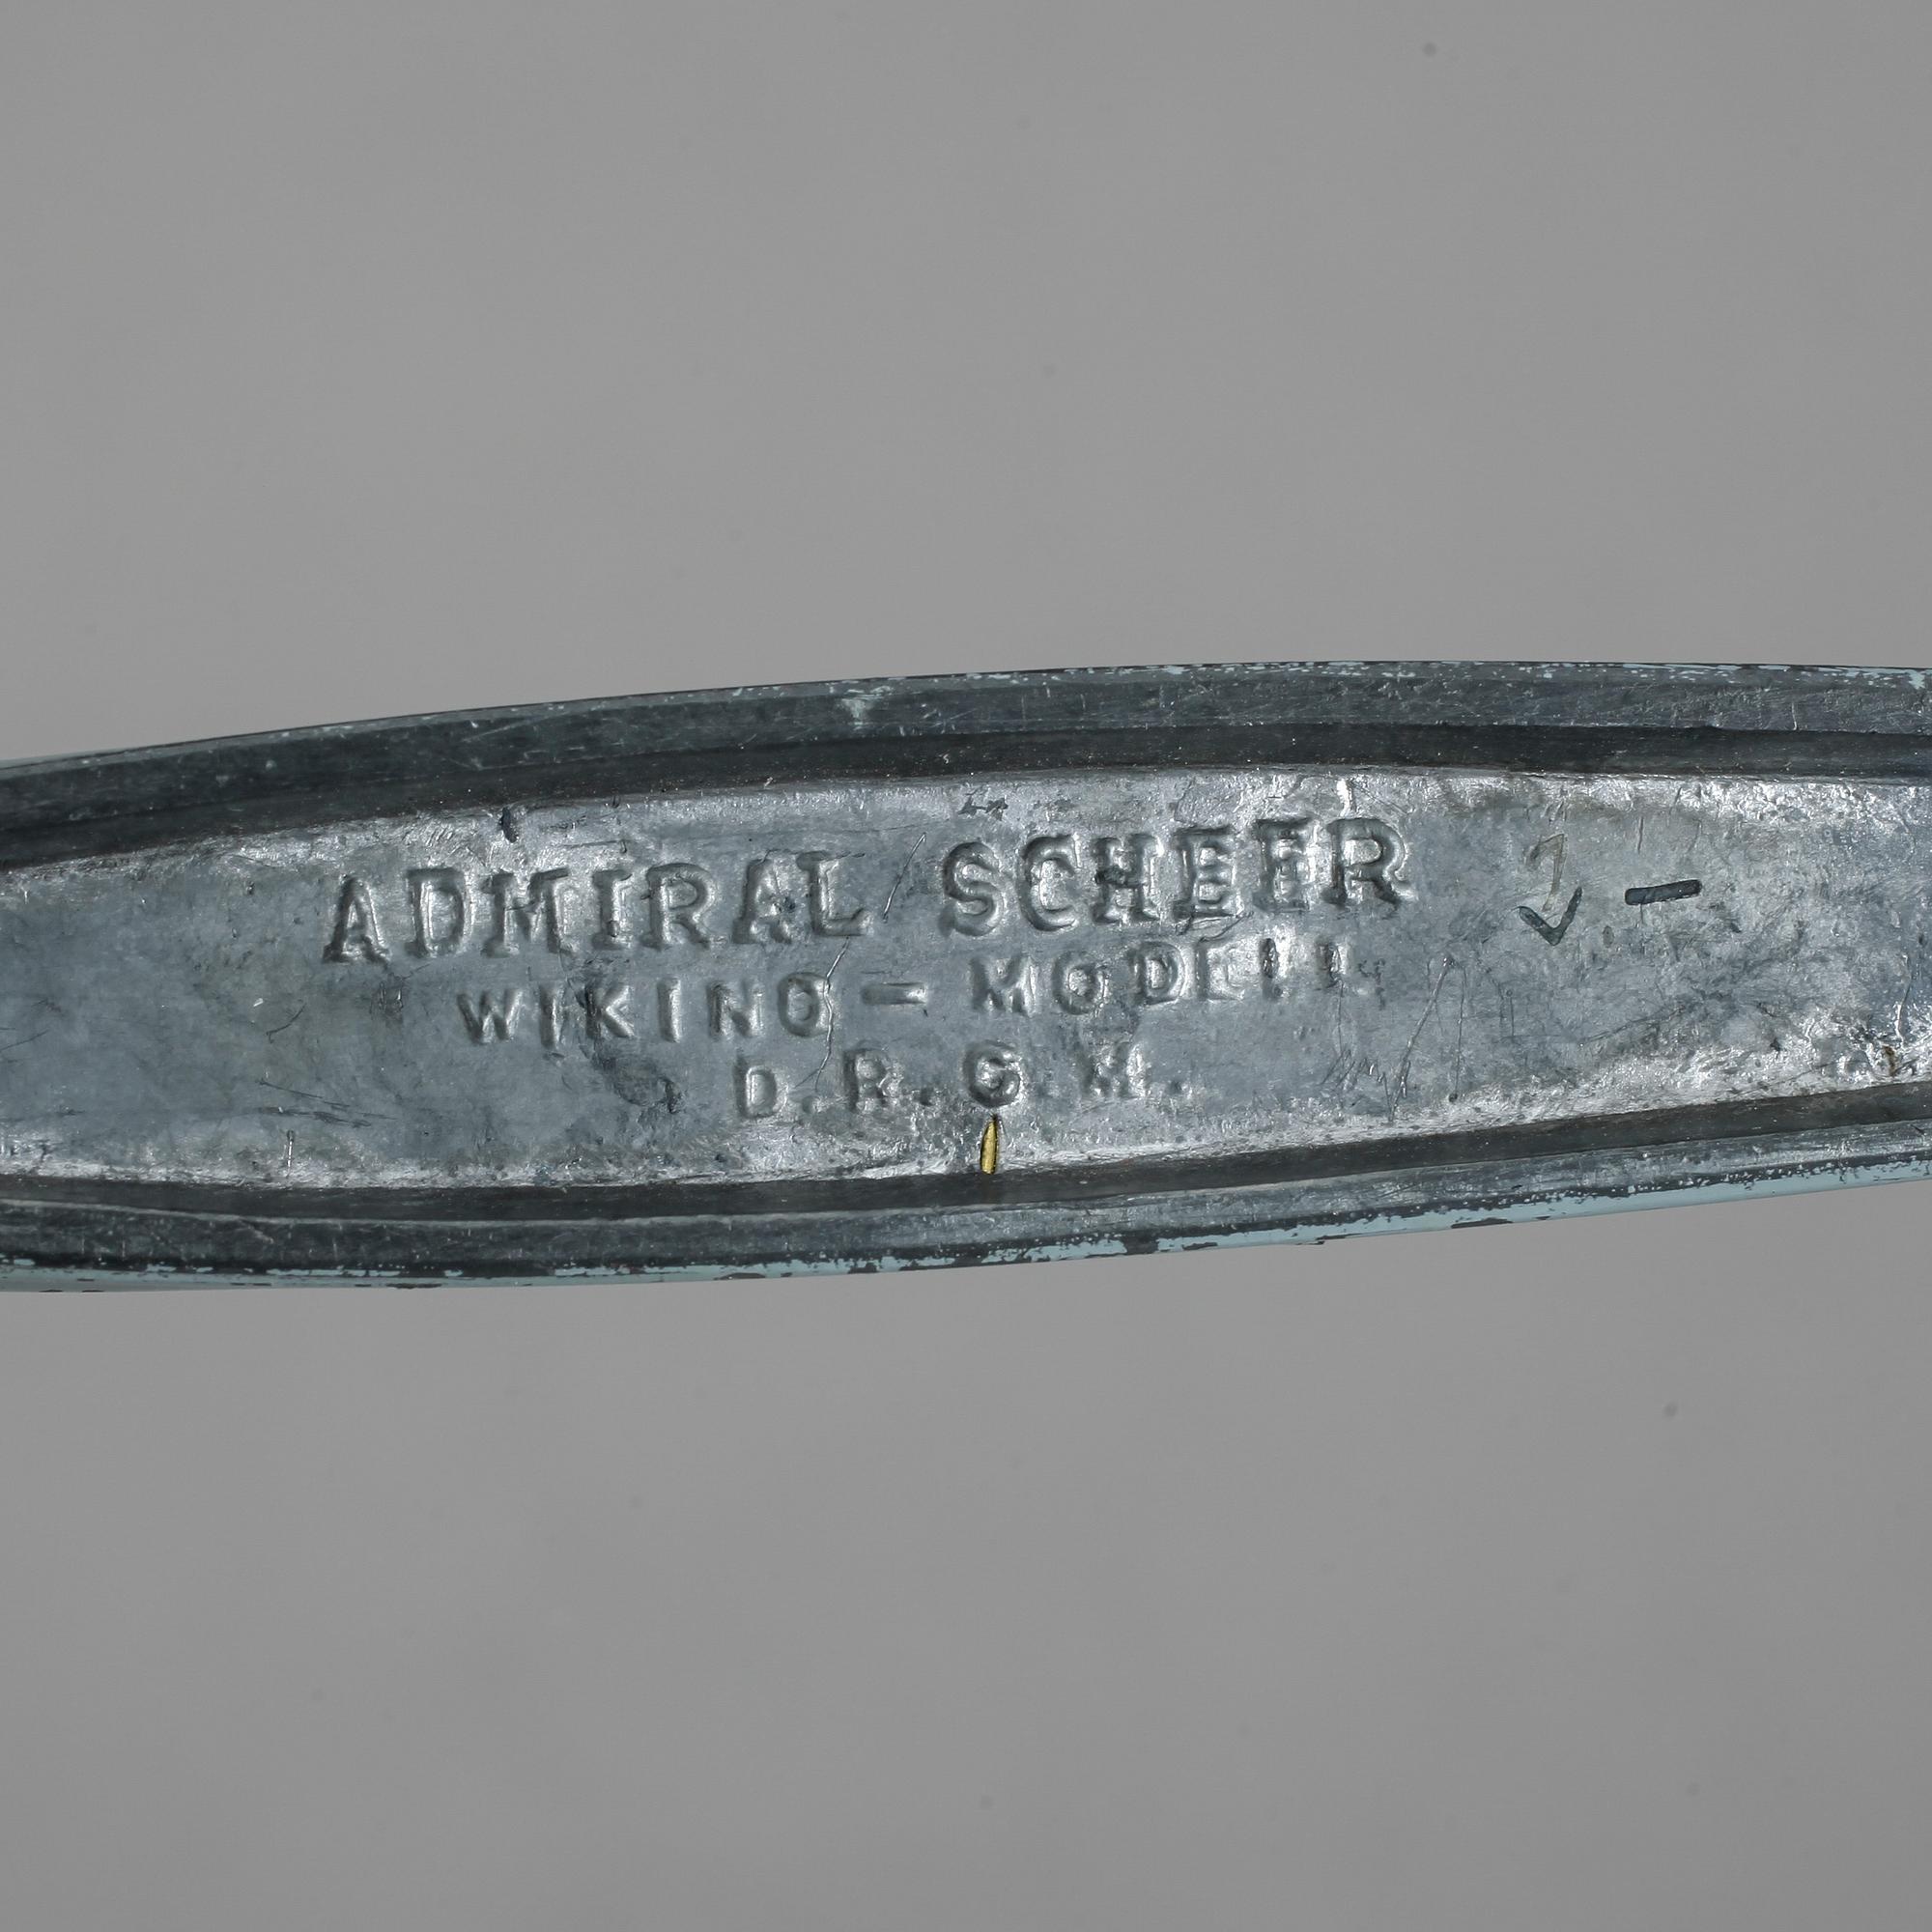 ADMIRAL SCHEER
WIKING - MODELL
D.R.G.M.